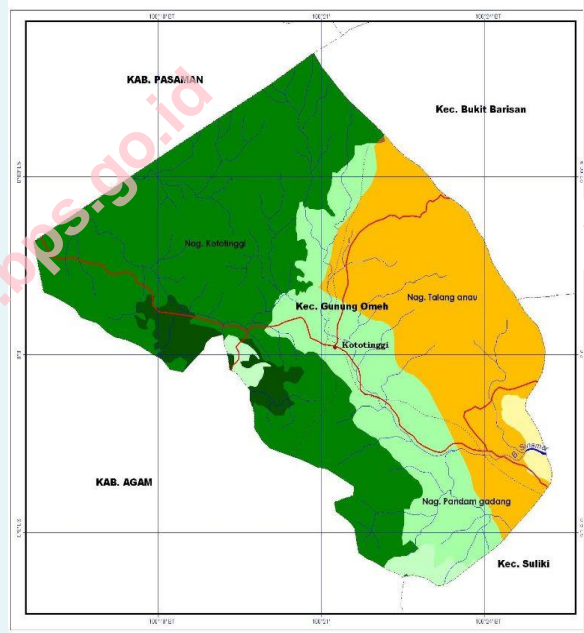 KAB. PASAMAN
Kec. Bukit Barisan
bps.go.id
Nag. Kototinggi
Nag. Talang anau
Kec. Gunung Omeh
Kototinggi
B. Sinamar
KAB. AGAM
Nag. Pandam gadang
Kec. Suliki